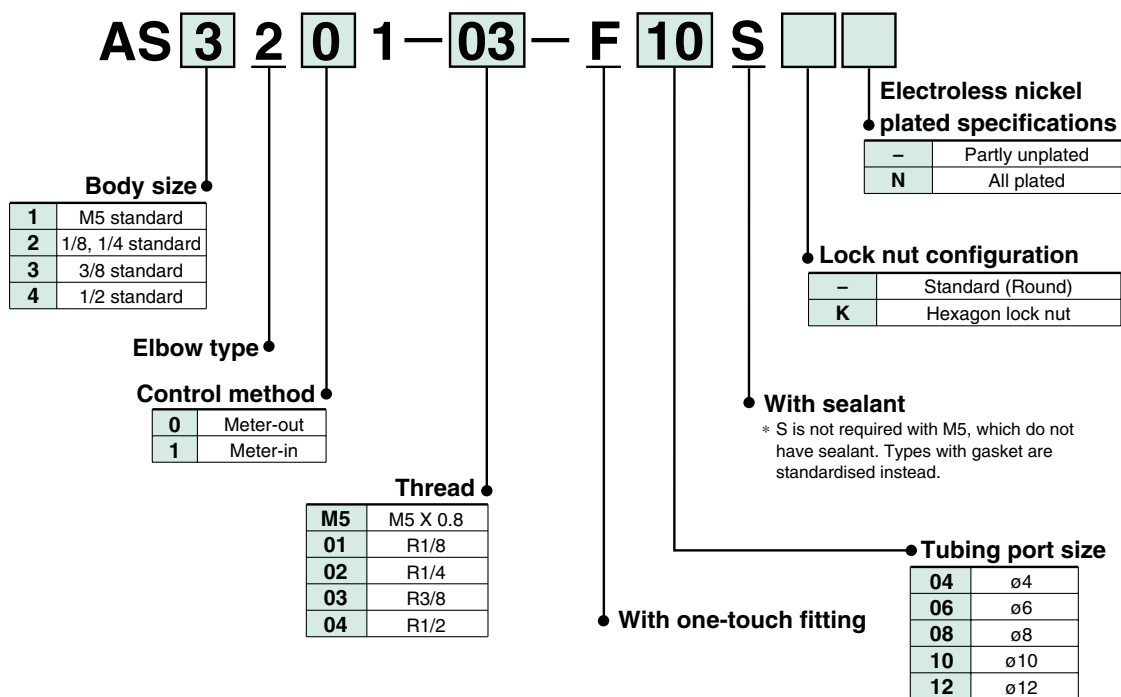 AS 3 2 0 1 — 03 — F 10 S
Electroless nickel
plated specifications
– Partly unplated
N All plated
Body size
1 M5 standard
2 1/8, 1/4 standard
3 3/8 standard
4 1/2 standard
Lock nut configuration
– Standard (Round)
K Hexagon lock nut
Elbow type
Control method
0 Meter-out
1 Meter-in
With sealant
* S is not required with M5, which do not
have sealant. Types with gasket are
standardised instead.
Thread
M5 M5 X 0.8
01 R1/8
02 R1/4
03 R3/8
04 R1/2
With one-touch fitting
Tubing port size
04 ø4
06 ø6
08 ø8
10 ø10
12 ø12